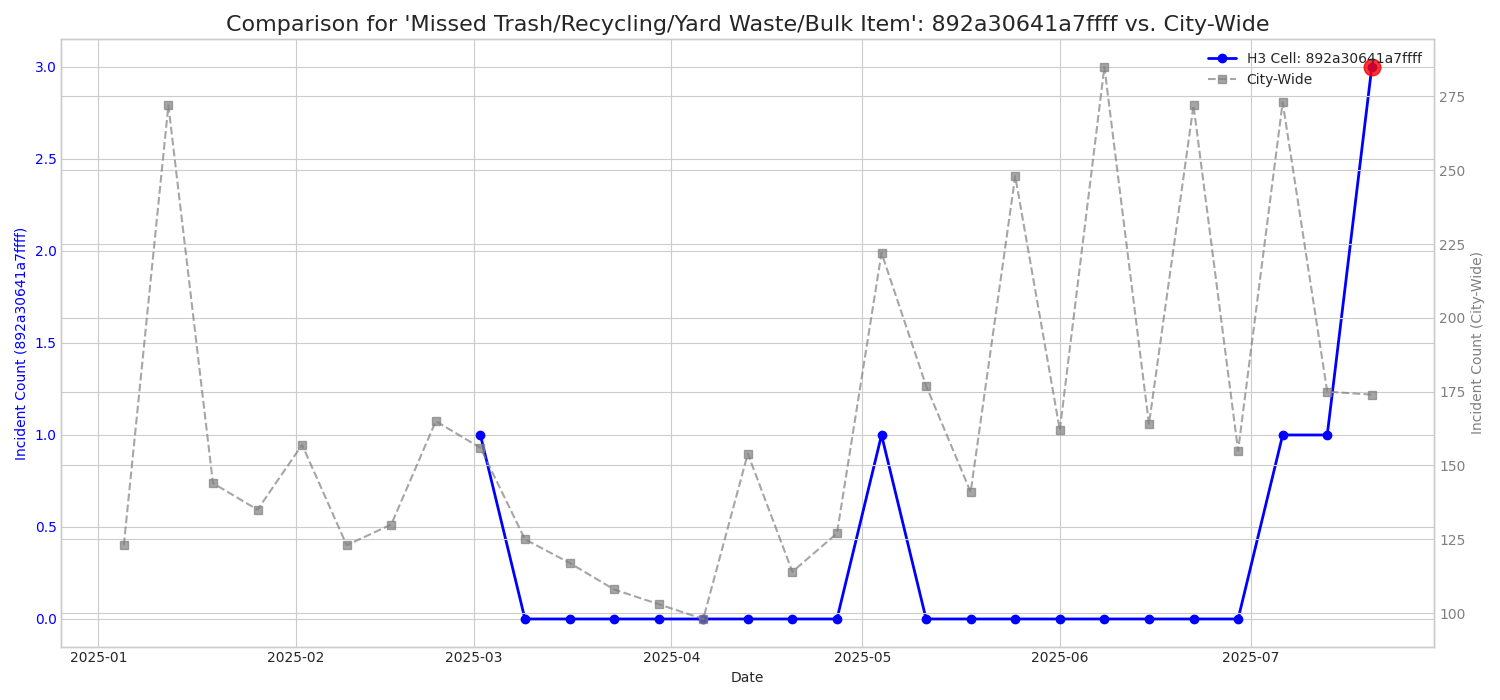 Comparison for 'Missed Trash/Recycling/Yard Waste/Bulk Item': 892a30641a7ffff vs. City-Wide
H3 Cell: 892a30641a7ffff
City-Wide
Incident Count (892a30641a7ffff)
3.0
2.5
2.0
1.5
1.0
0.5
0.0
275
250
225
200
175
150
125
100
Incident Count (City-Wide)
2025-01 2025-02 2025-03 2025-04 2025-05 2025-06 2025-07
Date